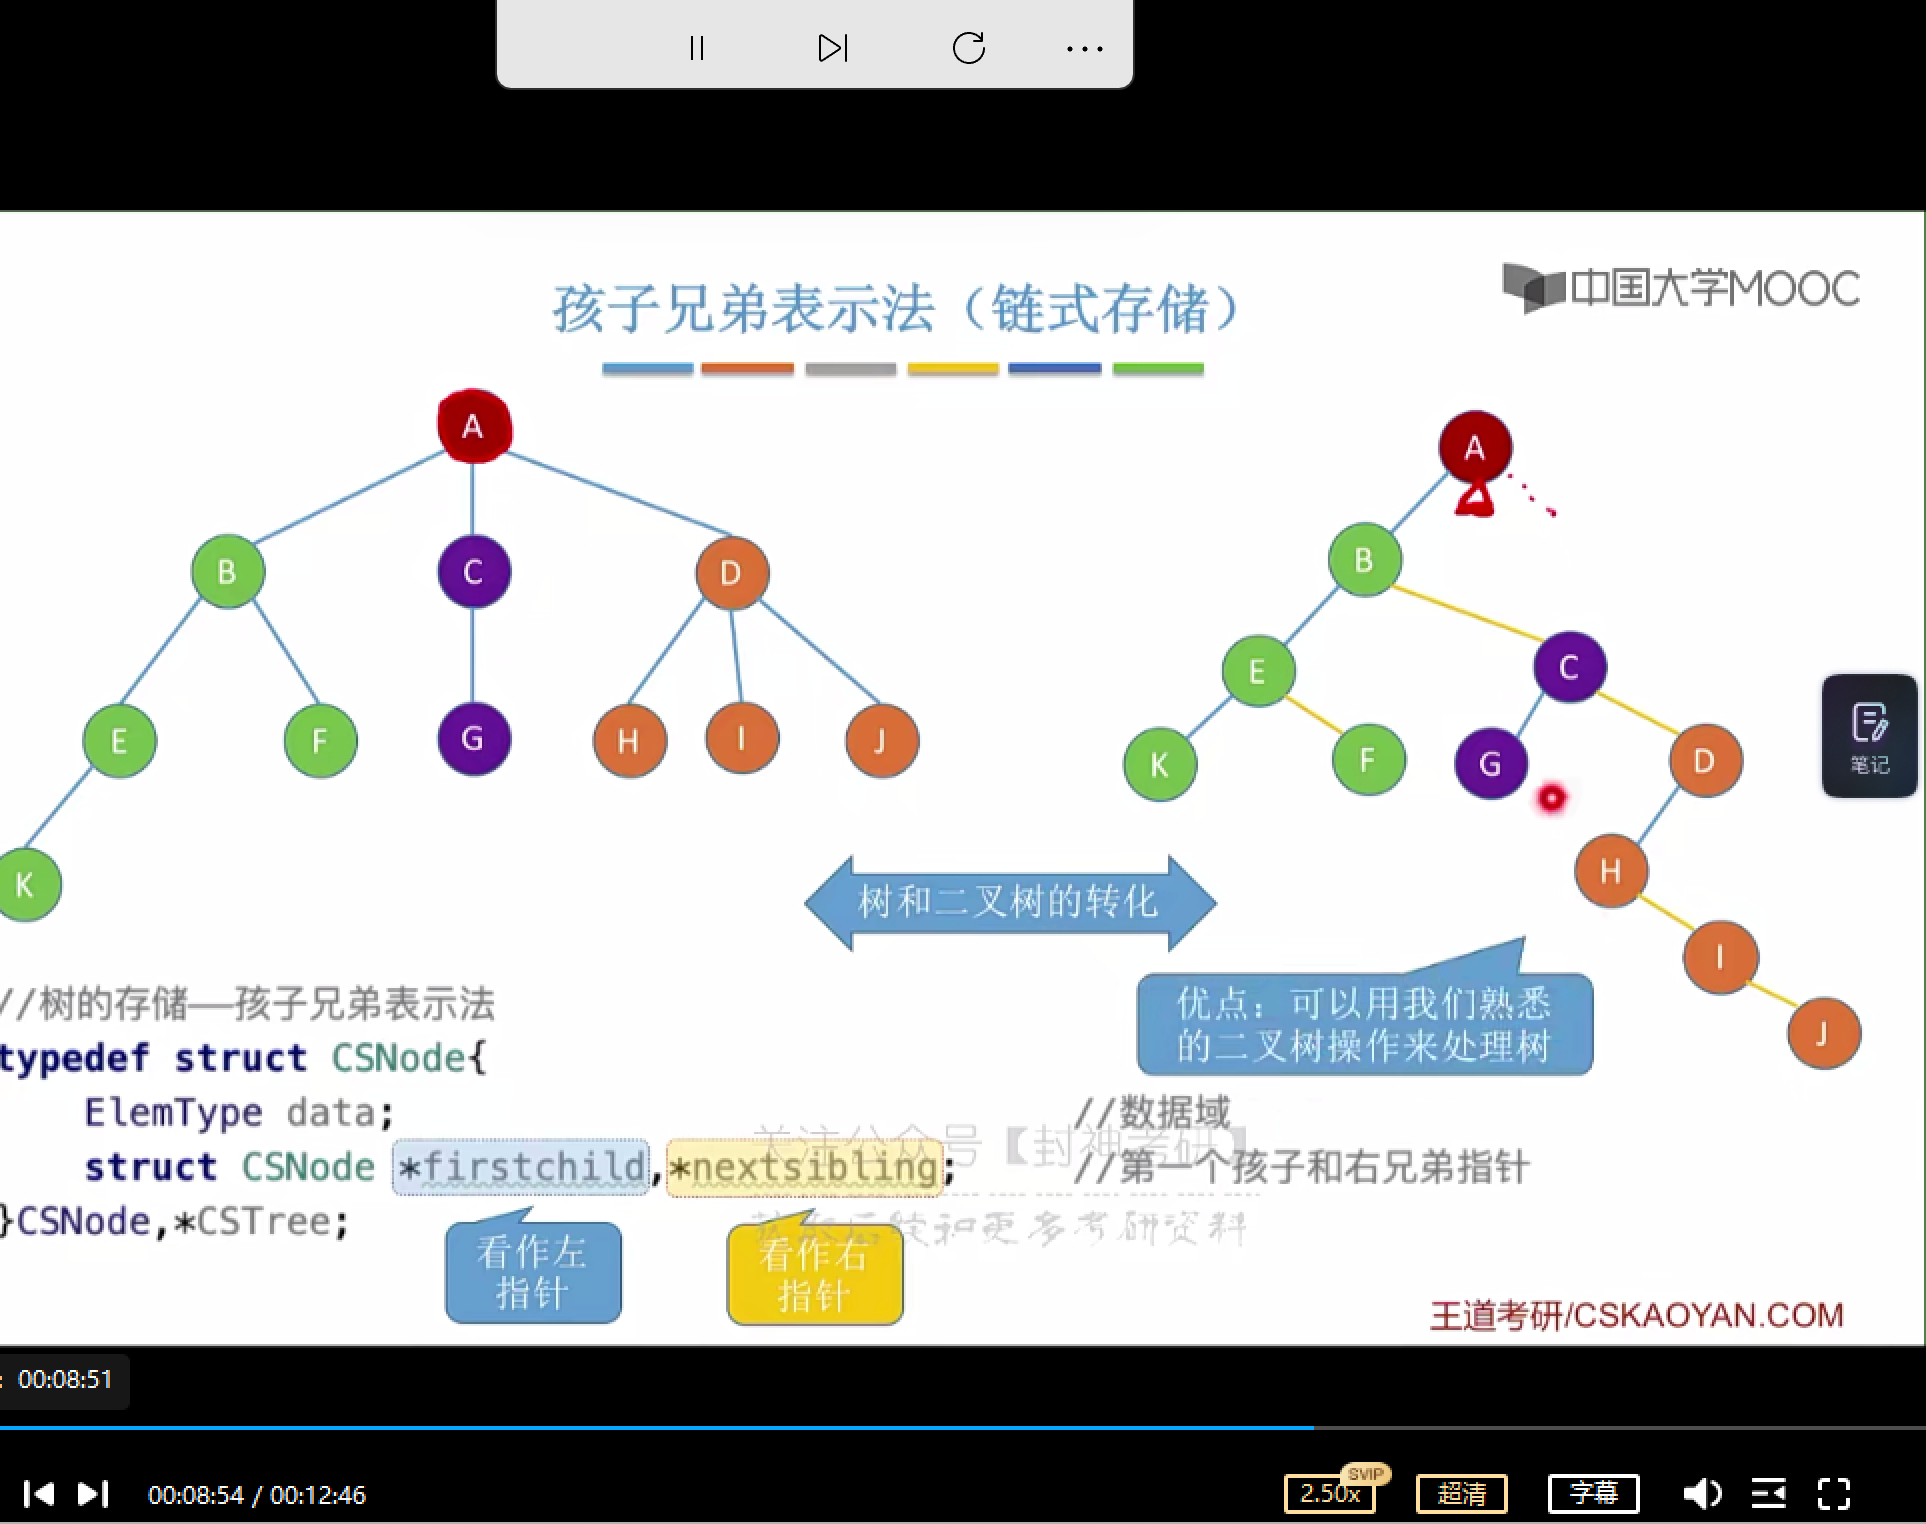 孩子兄弟表示法（链式存储）
中国大学MOOC
A
B
C
D
E
F
G
H
I
J
K
A
B
E
C
K
F
G
D
H
I
J
笔记
树和二叉树的转化
优点：可以用我们熟悉
的二叉树操作来处理树
//树的存储——孩子兄弟表示法
typedef struct CSNode{
ElemType data; //数据域
struct CSNode *firstchild,*nextsibling; //第一个孩子和右兄弟指针
}CSNode,*CSTree;
关注公众号【封神考研】
获取后续和更多考研资料
看作左
指针
看作右
指针
王道考研/CSKAOYAN.COM
: 00:08:51
00:08:54 / 00:12:46
2.50x
SVIP
超清
字幕